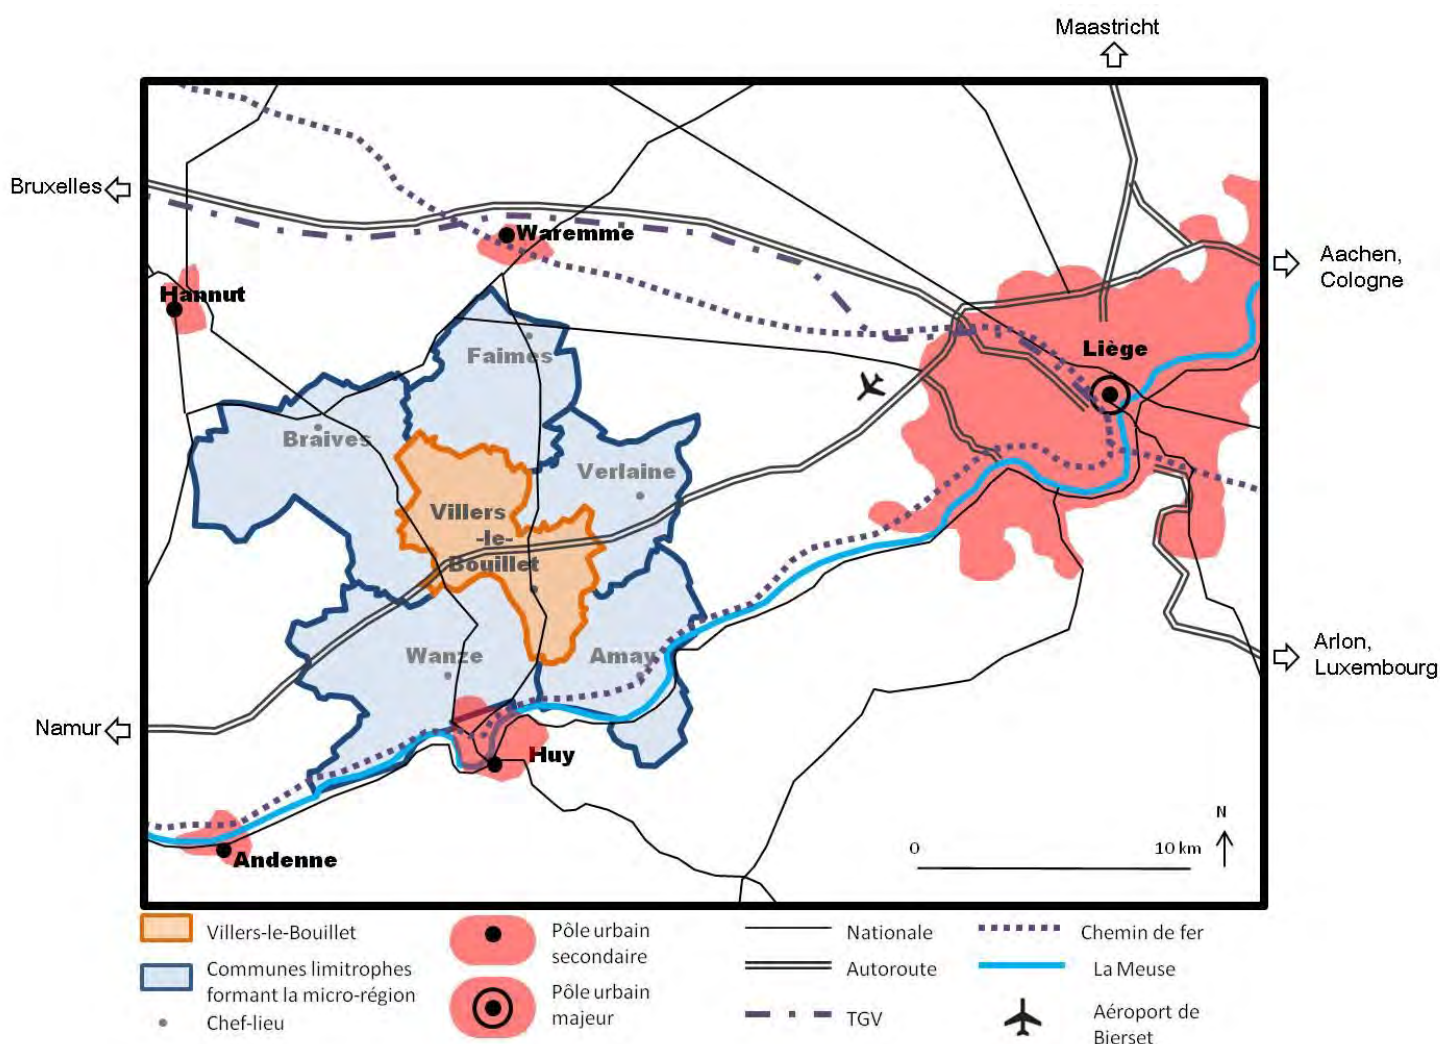 Maastricht
Bruxelles
Waremme
Aachen,
Cologne
Hannut
Faimes
Liège
Braives
Verlaine
Villers
-le-
Bouillet
Wanze
Amay
Arlon,
Luxembourg
Namur
Huy
Andenne
N
0 10 km
Villers-le-Bouillet
Communes limitrophes
formant la micro-région
Chef-lieu
Pôle urbain
secondaire
Pôle urbain
majeur
Nationale
Autoroute
TGV
Chemin de fer
La Meuse
Aéroport de
Bierset